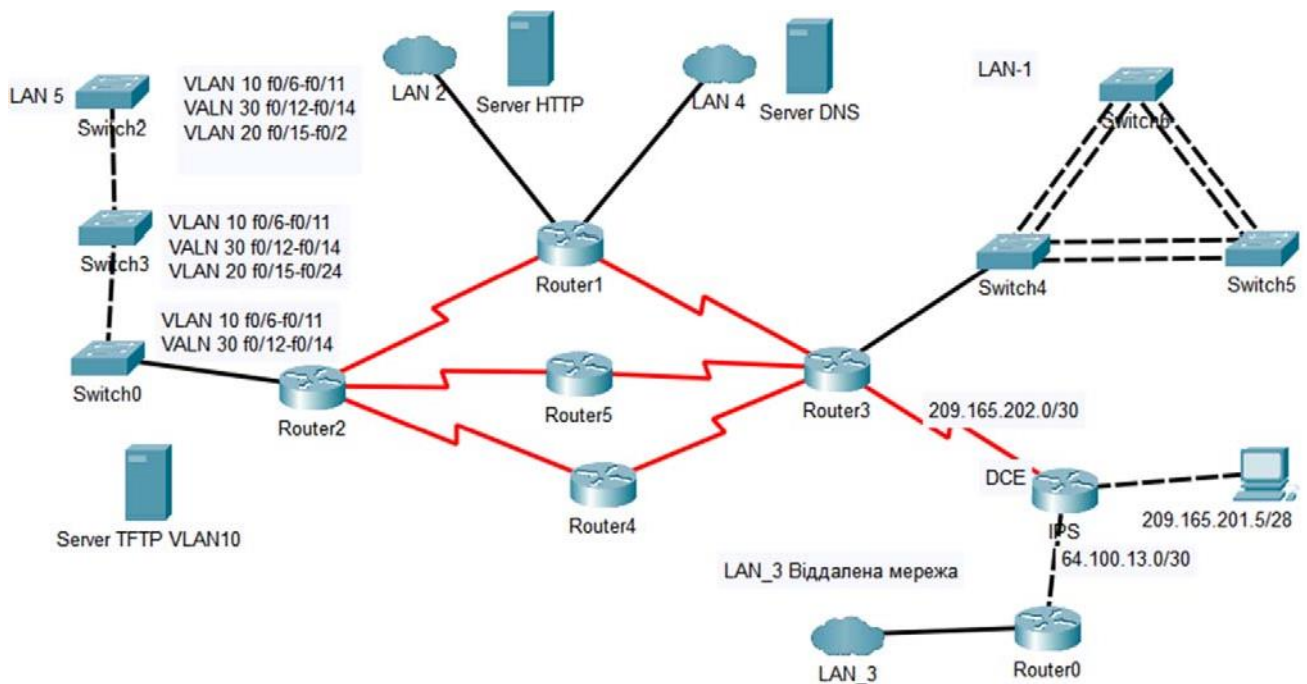 LAN 5
Switch2
VLAN 10 f0/6-f0/11
VALN 30 f0/12-f0/14
VLAN 20 f0/15-f0/2
Switch3
VLAN 10 f0/6-f0/11
VALN 30 f0/12-f0/14
VLAN 20 f0/15-f0/24
Switch0
VLAN 10 f0/6-f0/11
VALN 30 f0/12-f0/14
Server TFTP VLAN10
LAN 2
Server HTTP
LAN 4
Server DNS
Router1
Router2
Router5
Router4
Router3
LAN-1
Switch6
Switch4
Switch5
209.165.202.0/30
DCE
IPS
209.165.201.5/28
64.100.13.0/30
LAN_3 Віддалена мережа
LAN_3
Router0